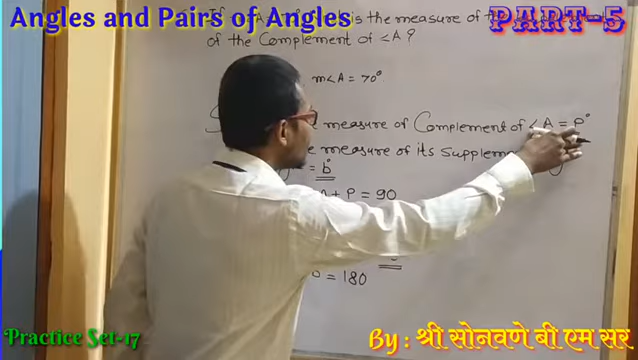 Angles and Pairs of Angles
PART-5
is the measure of the
of the Complement of ∠A ?
m∠A = 70°
measure of Complement of ∠A = P°
measure of its
= b°
+ P = 90
= 180
Practice Set-17
By : श्री सोनवणे बी एम सर